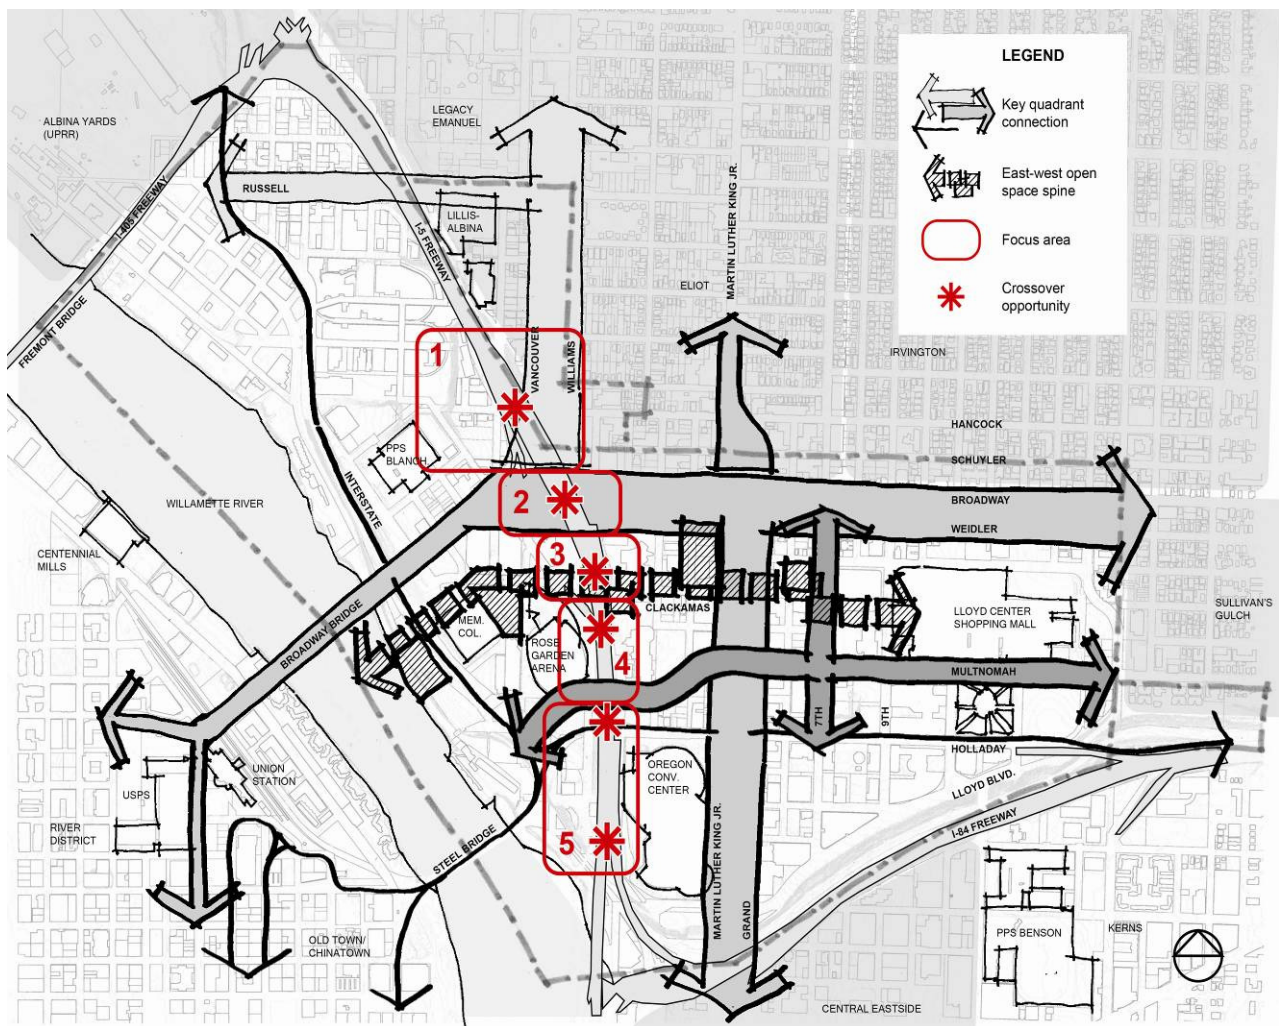 LEGEND
Key quadrant
connection
East-west open
space spine
Focus area
Crossover
opportunity
ALBINA YARDS
(UPRR)
LEGACY
EMANUEL
RUSSELL
I-405 FREEWAY
LILLIS-
ALBINA
I-5 FREEWAY
MARTIN LUTHER KING JR.
ELIOT
FREMONT BRIDGE
1
VANCOUVER
WILLIAMS
IRVINGTON
HANCOCK
SCHUYLER
PPS
BLANCH
INTERSTATE
WILLAMETTE RIVER
2
BROADWAY
WEIDLER
CENTENNIAL
MILLS
3
CLACKAMAS
MEM.
COL.
LLOYD CENTER
SHOPPING MALL
SULLIVAN'S
GULCH
BROADWAY BRIDGE
ROSE
GARDEN
ARENA
4
MULTNOMAH
7TH
9TH
HOLLADAY
UNION
STATION
USPS
OREGON
CONV.
CENTER
LLOYD BLVD.
I-84 FREEWAY
RIVER
DISTRICT
STEEL BRIDGE
5
MARTIN LUTHER KING JR.
GRAND
OLD TOWN/
CHINATOWN
PPS BENSON
KERNS
CENTRAL EASTSIDE